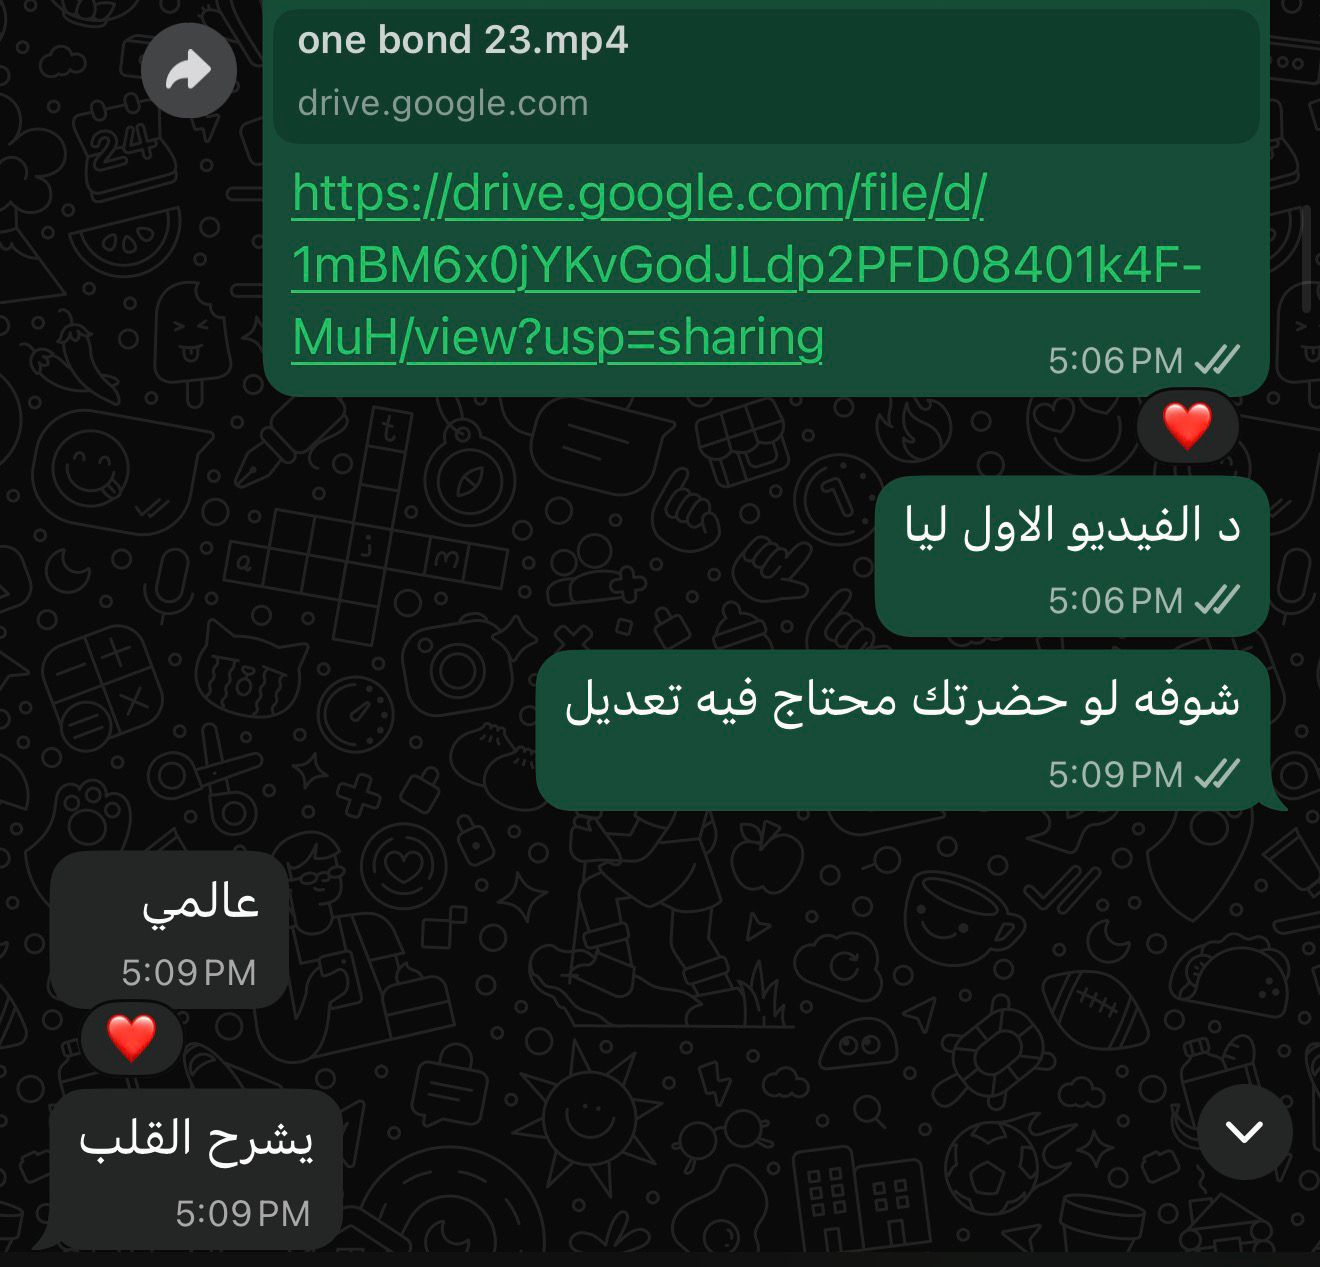 one bond 23.mp4
drive.google.com
https://drive.google.com/file/d/
1mBM6x0jYKvGodJLdp2PFD08401k4F-
MuH/view?usp=sharing
5:06 PM
د الفيديو الاول ليا
5:06 PM
شوفه لو حضرتك محتاج فيه تعديل
5:09 PM
عالمي
5:09 PM
يشرح القلب
5:09 PM